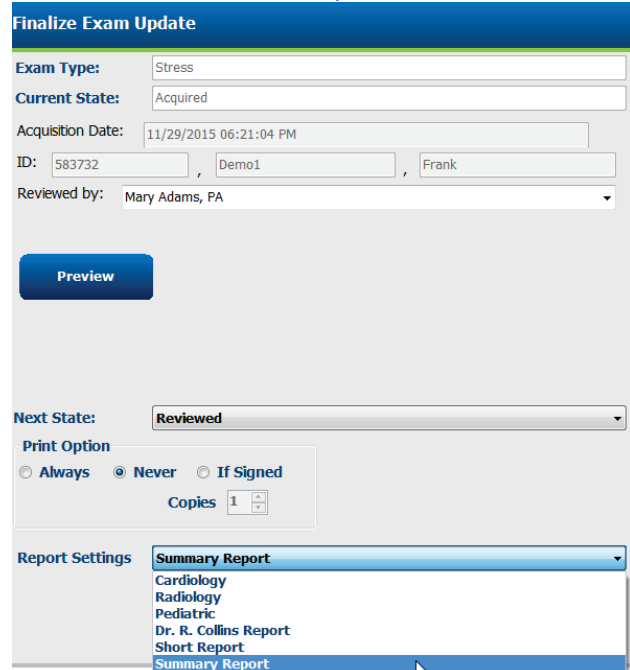 Finalize Exam Update
Exam Type: Stress
Current State: Acquired
Acquisition Date: 11/29/2015 06:21:04 PM
ID: 583732 , Demo1 , Frank
Reviewed by: Mary Adams, PA
Preview
Next State: Reviewed
Print Option
Always Never If Signed
Copies 1
Report Settings Summary Report
Cardiology
Radiology
Pediatric
Dr. R. Collins Report
Short Report
Summary Report